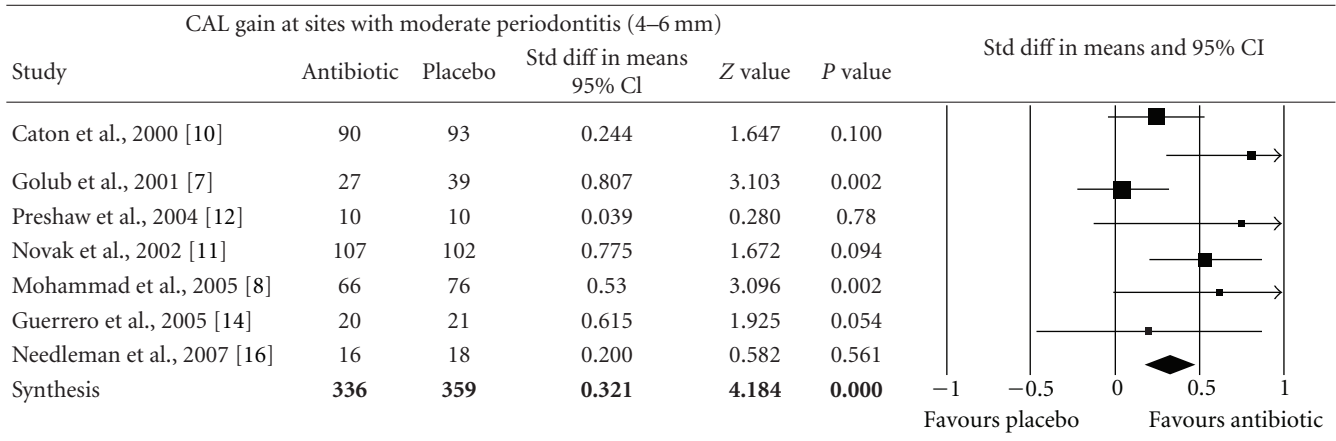 CAL gain at sites with moderate periodontitis (4–6 mm)
Study Antibiotic Placebo Std diff in means 95% Cl Z value P value Std diff in means and 95% CI
Caton et al., 2000 [10] 90 93 0.244 1.647 0.100
Golub et al., 2001 [7] 27 39 0.807 3.103 0.002
Preshaw et al., 2004 [12] 10 10 0.039 0.280 0.78
Novak et al., 2002 [11] 107 102 0.775 1.672 0.094
Mohammad et al., 2005 [8] 66 76 0.53 3.096 0.002
Guerrero et al., 2005 [14] 20 21 0.615 1.925 0.054
Needleman et al., 2007 [16] 16 18 0.200 0.582 0.561
Synthesis 336 359 0.321 4.184 0.000
−1 −0.5 0 0.5 1
Favours placebo Favours antibiotic